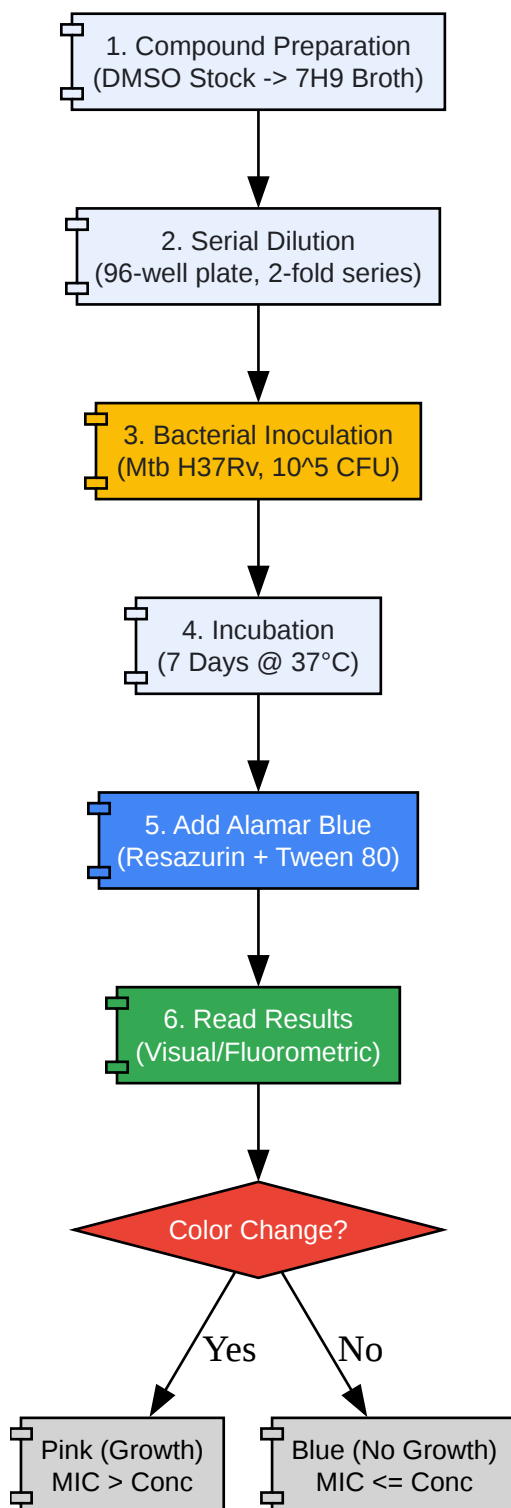 1. Compound Preparation
(DMSO Stock -> 7H9 Broth)
2. Serial Dilution
(96-well plate, 2-fold series)
3. Bacterial Inoculation
(Mtb H37Rv, 10^5 CFU)
4. Incubation
(7 Days @ 37°C)
5. Add Alamar Blue
(Resazurin + Tween 80)
6. Read Results
(Visual/Fluorometric)
Color Change?
Yes
No
Pink (Growth)
MIC > Conc
Blue (No Growth)
MIC <= Conc